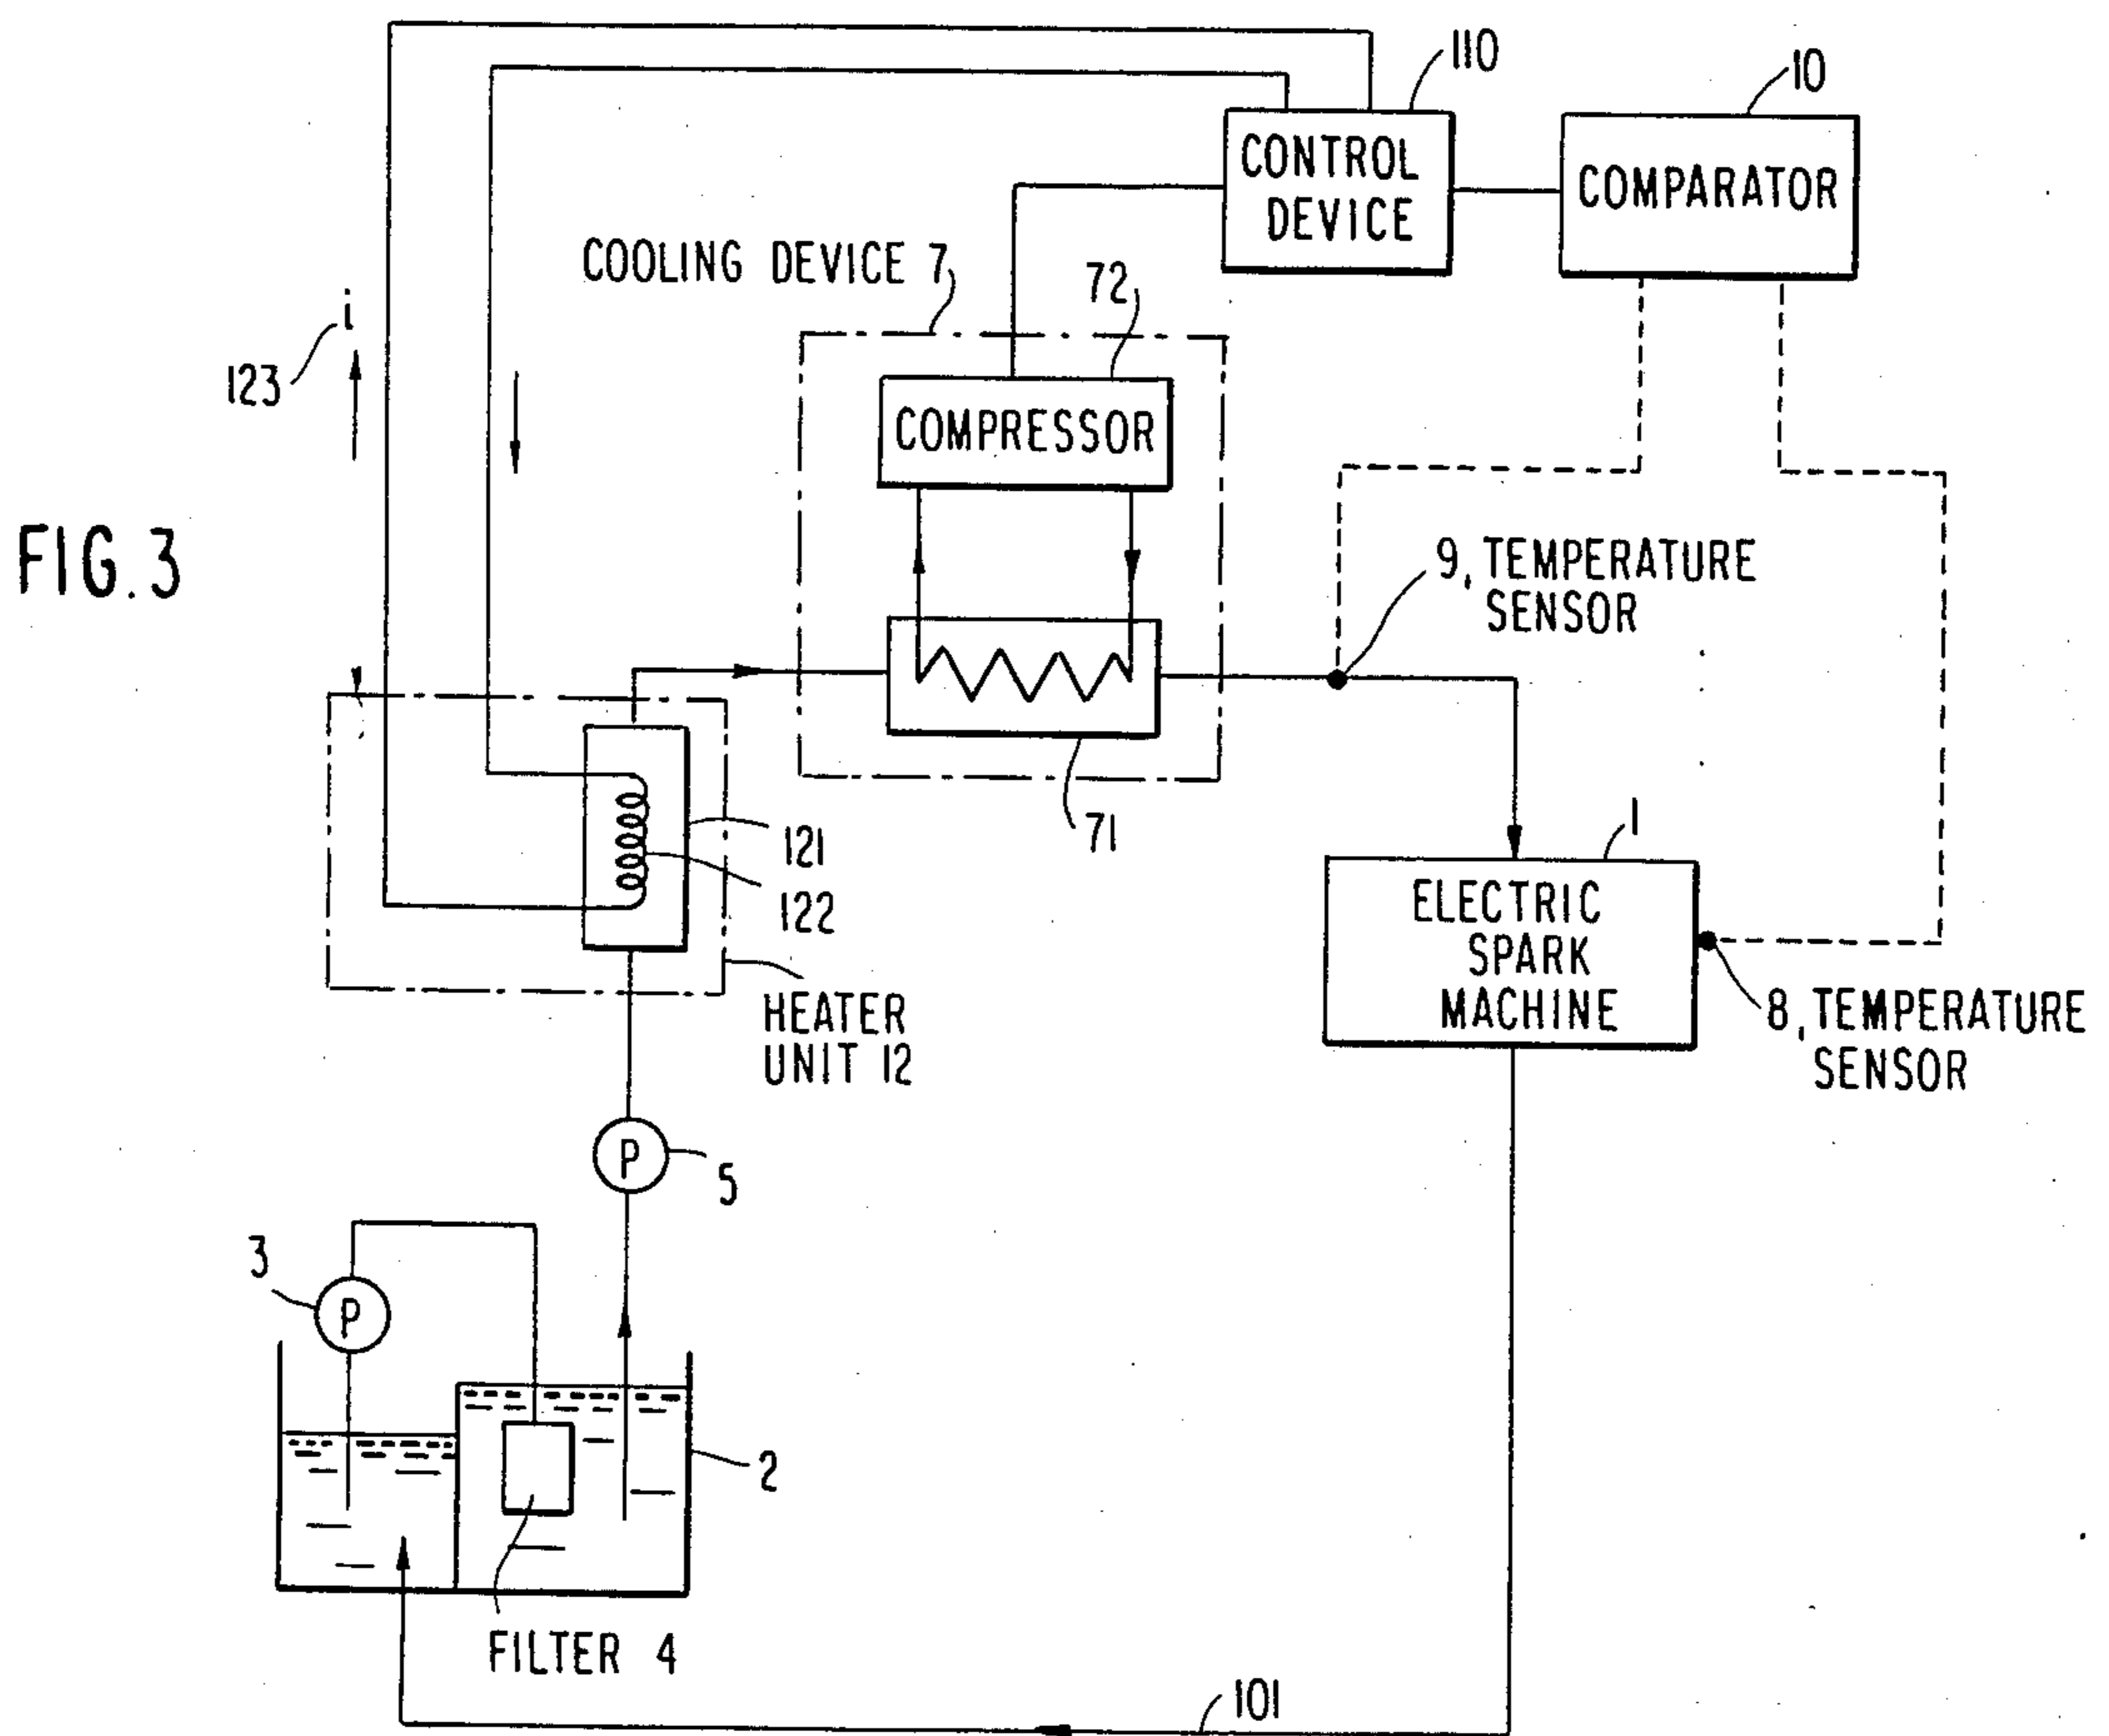 110
10
CONTROL
DEVICE
COMPARATOR
COOLING DEVICE 7
72
i
123
COMPRESSOR
FIG. 3
9, TEMPERATURE
SENSOR
71
121
122
1
ELECTRIC
SPARK
MACHINE
HEATER
UNIT 12
8, TEMPERATURE
SENSOR
P
5
3
P
2
FILTER 4
101